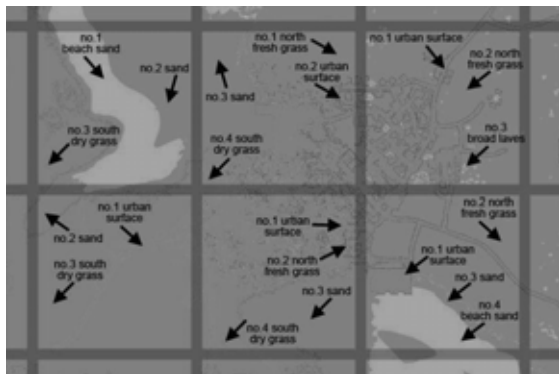 no.1
beach sand
no.2 sand
no.3 south
dry grass
no.1 north
fresh grass
no.2 urban
surface
no.3 sand
no.4 south
dry grass
no.1 urban surface
no.2 north
fresh grass
no.3
broad laves
no.1 urban
surface
no.2 sand
no.3 south
dry grass
no.1 urban
surface
no.2 north
fresh grass
no.3 sand
no.4 south
dry grass
no.2 north
fresh grass
no.1 urban
surface
no.3 sand
no.4
beach sand